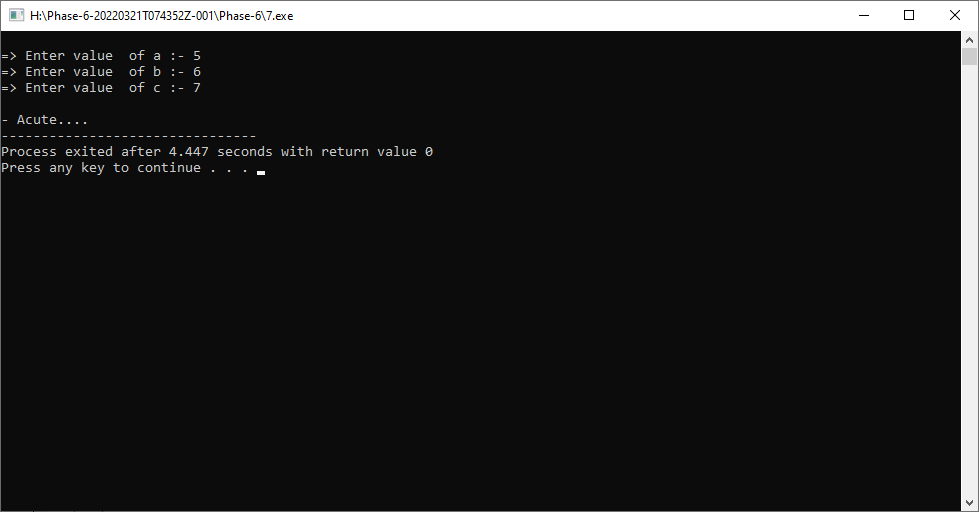 H:\Phase-6-20220321T074352Z-001\Phase-6\7.exe
=> Enter value  of a :- 5
=> Enter value  of b :- 6
=> Enter value  of c :- 7
- Acute....
--------------------------------
Process exited after 4.447 seconds with return value 0
Press any key to continue . . .